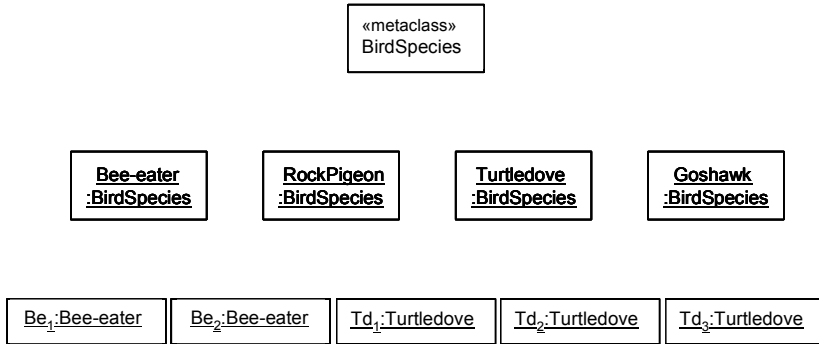 «metaclass»
BirdSpecies
Bee-eater
:BirdSpecies
RockPigeon
:BirdSpecies
Turtledove
:BirdSpecies
Goshawk
:BirdSpecies
Be1:Bee-eater
Be2:Bee-eater
Td1:Turtledove
Td2:Turtledove
Td3:Turtledove